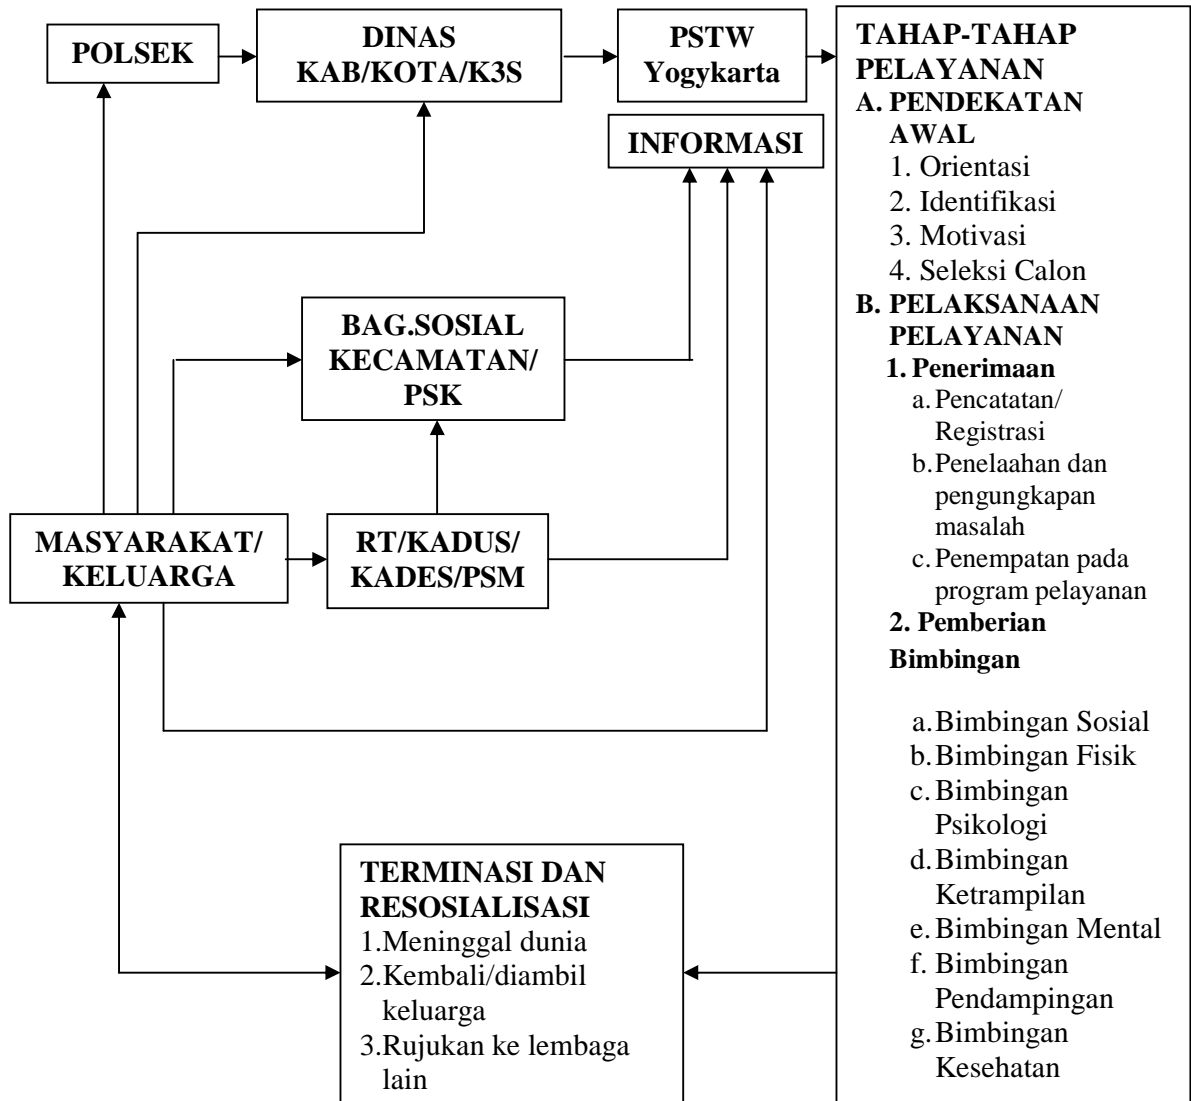 POLSEK
DINAS
KAB/KOTA/K3S
PSTW
Yogykarta
INFORMASI
BAG.SOSIAL
KECAMATAN/
PSK
MASYARAKAT/
KELUARGA
RT/KADUS/
KADES/PSM
TERMINASI DAN
RESOSIALISASI
1.Meninggal dunia
2.Kembali/diambil
keluarga
3.Rujukan ke lembaga
lain
TAHAP-TAHAP
PELAYANAN
A. PENDEKATAN
AWAL
1. Orientasi
2. Identifikasi
3. Motivasi
4. Seleksi Calon
B. PELAKSANAAN
PELAYANAN
1. Penerimaan
a. Pencatatan/
Registrasi
b. Penelaahan dan
pengungkapan
masalah
c. Penempatan pada
program pelayanan
2. Pemberian
Bimbingan
a. Bimbingan Sosial
b. Bimbingan Fisik
c. Bimbingan
Psikologi
d. Bimbingan
Ketrampilan
e. Bimbingan Mental
f. Bimbingan
Pendampingan
g. Bimbingan
Kesehatan